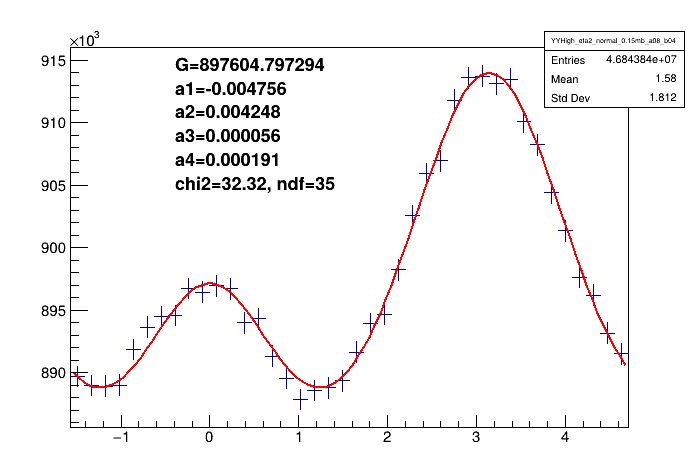 ×10³
YYHigh_eta2_normal_0.15mb_a08_b04
Entries 4.684384e+07
Mean 1.58
Std Dev 1.812
G=897604.797294
a1=-0.004756
a2=0.004248
a3=0.000056
a4=0.000191
chi2=32.32, ndf=35
915
910
905
900
895
890
−1 0 1 2 3 4